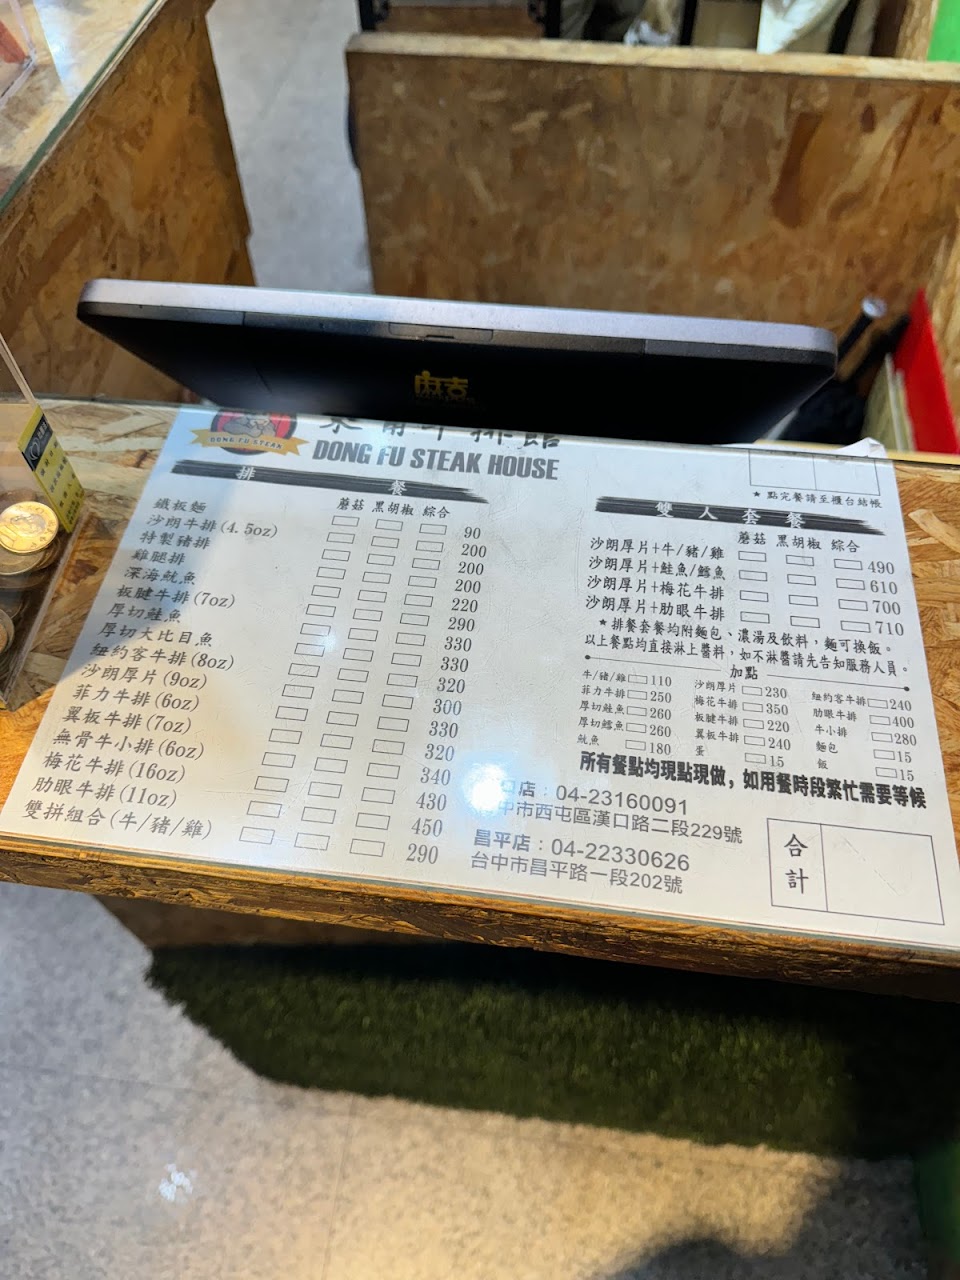 麻吉
DONG FU STEAK
牛排館
DONG FU STEAK HOUSE
排 餐
蘑菇 黑胡椒 綜合
鐵板麵 90
沙朗牛排(4.5oz) 200
特製豬排 200
雞腿排 200
深海魷魚 220
板腱牛排(7oz) 290
厚切鮭魚 330
厚切大比目魚 330
紐約客牛排(8oz) 320
沙朗厚片(9oz) 300
菲力牛排(6oz) 330
翼板牛排(7oz) 320
無骨牛小排(6oz) 340
梅花牛排(16oz) 430
肋眼牛排(11oz) 450
雙拼組合(牛/豬/雞) 290
★點完餐請至櫃台結帳
雙人套餐
蘑菇 黑胡椒 綜合
沙朗厚片+牛/豬/雞 490
沙朗厚片+鮭魚/鱈魚 610
沙朗厚片+梅花牛排 700
沙朗厚片+肋眼牛排 710
★排餐套餐均附麵包、濃湯及飲料，麵可換飯。
以上餐點均直接淋上醬料，如不淋醬請先告知服務人員。
加點
牛/豬/雞 110 沙朗厚片 230 紐約客牛排 240
菲力牛排 250 梅花牛排 350 肋眼牛排 400
厚切鮭魚 260 板腱牛排 220 牛小排 280
厚切鱈魚 260 翼板牛排 240 麵包 15
魷魚 180 蛋 15 飯 15
所有餐點均現點現做，如用餐時段繁忙需要等候
口店：04-23160091
中市西屯區漢口路二段229號
昌平店：04-22330626
台中市昌平路一段202號
合計